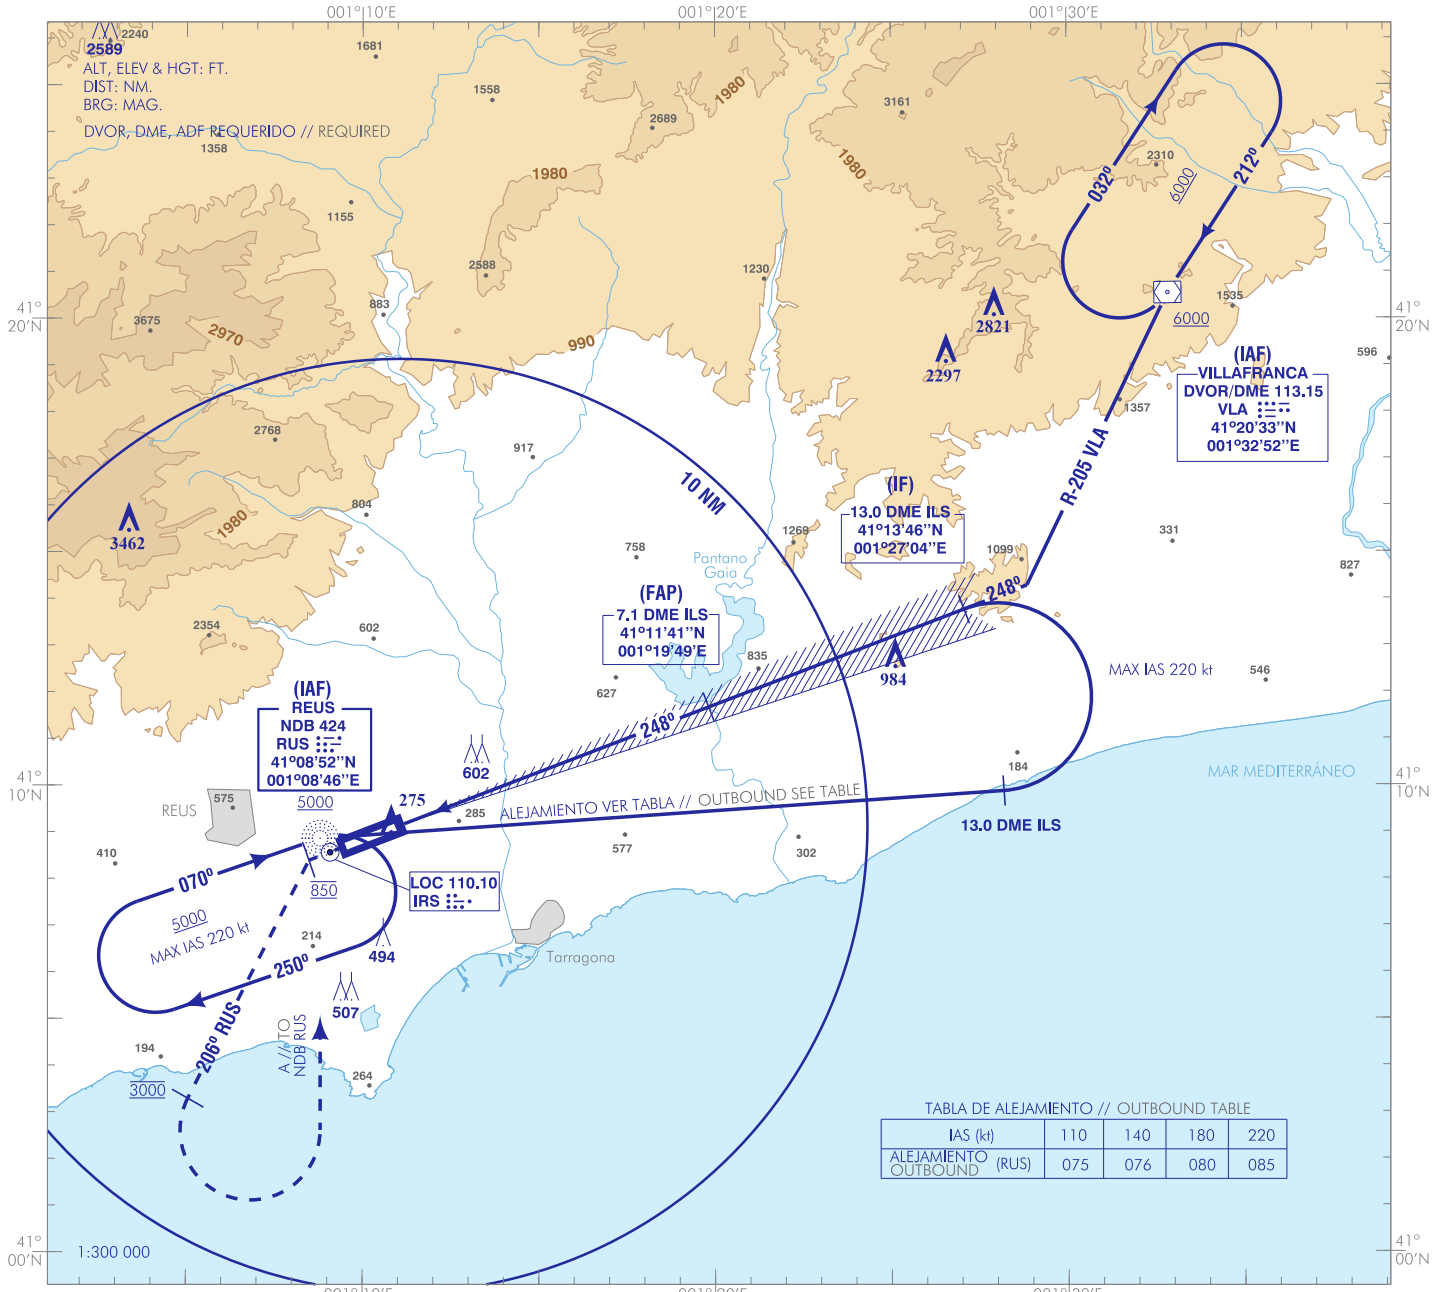 001°10'E
001°20'E
001°30'E
2240
2589
ALT, ELEV & HGT: FT.
DIST: NM.
BRG: MAG.
DVOR, DME, ADF REQUERIDO // REQUIRED
1358
1681
1558
2689
1980
3161
1980
2310
1980
032º
6000
212º
1155
2588
1230
883
3675
2970
990
41°
20'N
2821
2297
6000
1535
41°
20'N
596
(IAF)
VILLAFRANCA
DVOR/DME 113.15
VLA
41°20'33''N
001°32'52''E
1357
R-205 VLA
2768
917
10 NM
804
1980
3462
(IF)
13.0 DME ILS
41°13'46''N
001°27'04''E
1269
1099
331
827
758
Pantano
Gaia
(FAP)
7.1 DME ILS
41°11'41''N
001°19'49'E
248º
2354
602
835
627
984
MAX IAS 220 kt
546
(IAF)
REUS
NDB 424
RUS
41°08'52''N
001°08'46''E
248º
602
184
MAR MEDITERRÁNEO
41°
10'N
41°
10'N
575
REUS
5000
275
285
ALEJAMIENTO VER TABLA // OUTBOUND SEE TABLE
13.0 DME ILS
577
302
410
070º
850
LOC 110.10
IRS
5000
MAX IAS 220 kt
214
250º
494
Tarragona
507
206º RUS
A // TO
NDB RUS
194
3000
264
TABLA DE ALEJAMIENTO // OUTBOUND TABLE
IAS (kt) 110 140 180 220
ALEJAMIENTO
OUTBOUND (RUS) 075 076 080 085
1:300 000
41°
00'N
41°
00'N